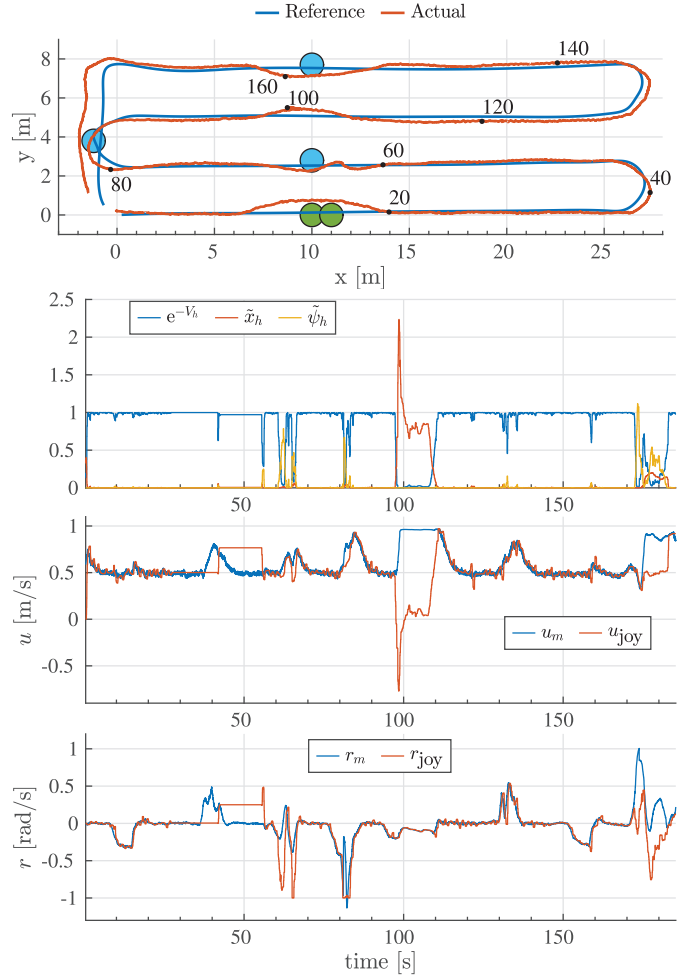 Reference Actual
8
6
4
2
0
y [m]
140
160
100
120
60
80
40
20
0 5 10 15 20 25
x [m]
e^{-V_h} x̃_h ψ̃_h
2.5
2
1.5
1
0.5
0
50 100 150
1
0.5
0
-0.5
u [m/s]
u_m
u_joy
50 100 150
r_m r_joy
1
0.5
0
-0.5
-1
r [rad/s]
50 100 150
time [s]